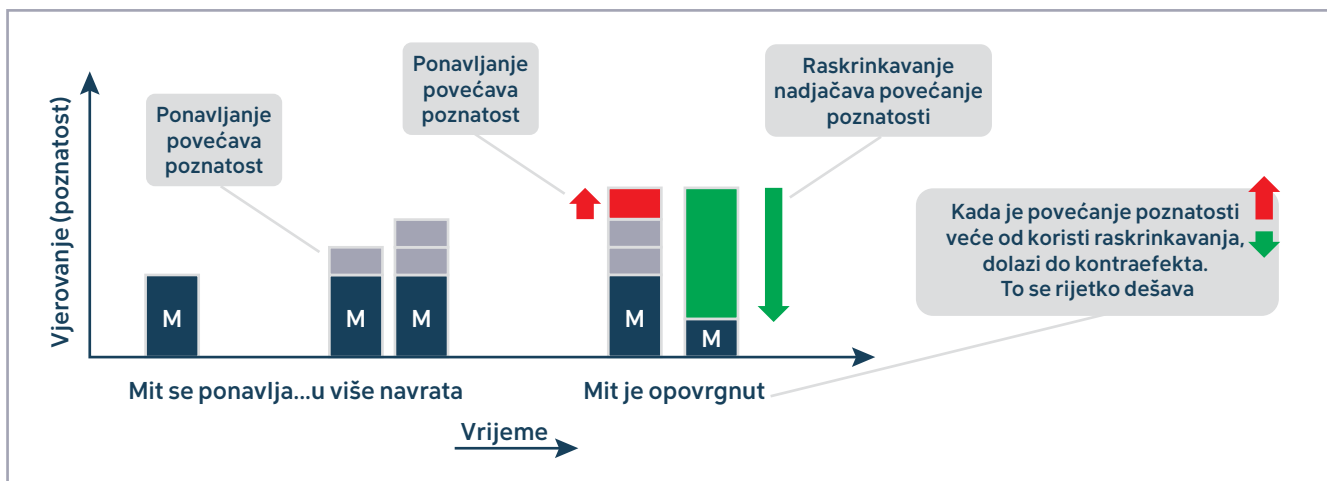 Vjerovanje (poznatost)
Ponavljanje
povećava
poznatost
Ponavljanje
povećava
poznatost
Raskrinkavanje
nadjačava povećanje
poznatosti
Kada je povećanje poznatosti
veće od koristi raskrinkavanja,
dolazi do kontraefekta.
To se rijetko dešava
M
M
M
M
M
Mit se ponavlja...u više navrata
Mit je opovrgnut
Vrijeme